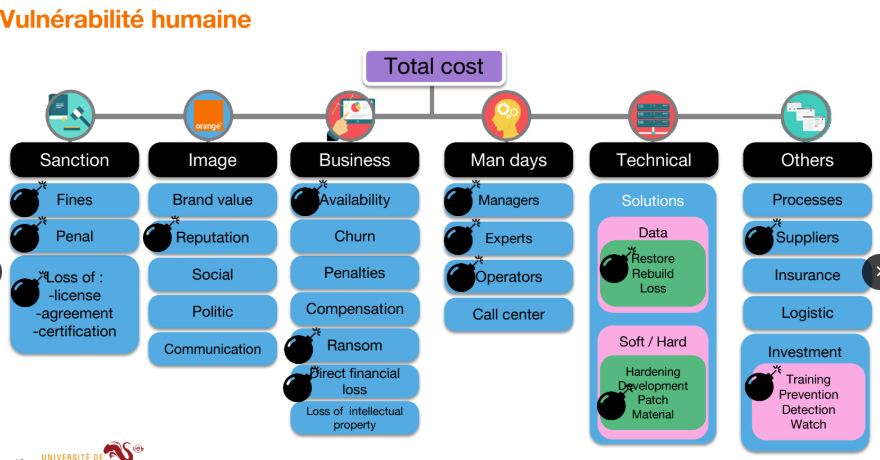 Vulnérabilité humaine
Total cost
orange
Sanction
Fines
Penal
Loss of :
-license
-agreement
-certification
Image
Brand value
Reputation
Social
Politic
Communication
Business
Availability
Churn
Penalties
Compensation
Ransom
Direct financial
loss
Loss of intellectual
property
Man days
Managers
Experts
Operators
Call center
Technical
Solutions
Data
Restore
Rebuild
Loss
Soft / Hard
Hardening
Development
Patch
Material
Others
Processes
Suppliers
Insurance
Logistic
Investment
Training
Prevention
Detection
Watch
UNIVERSITÉ DE